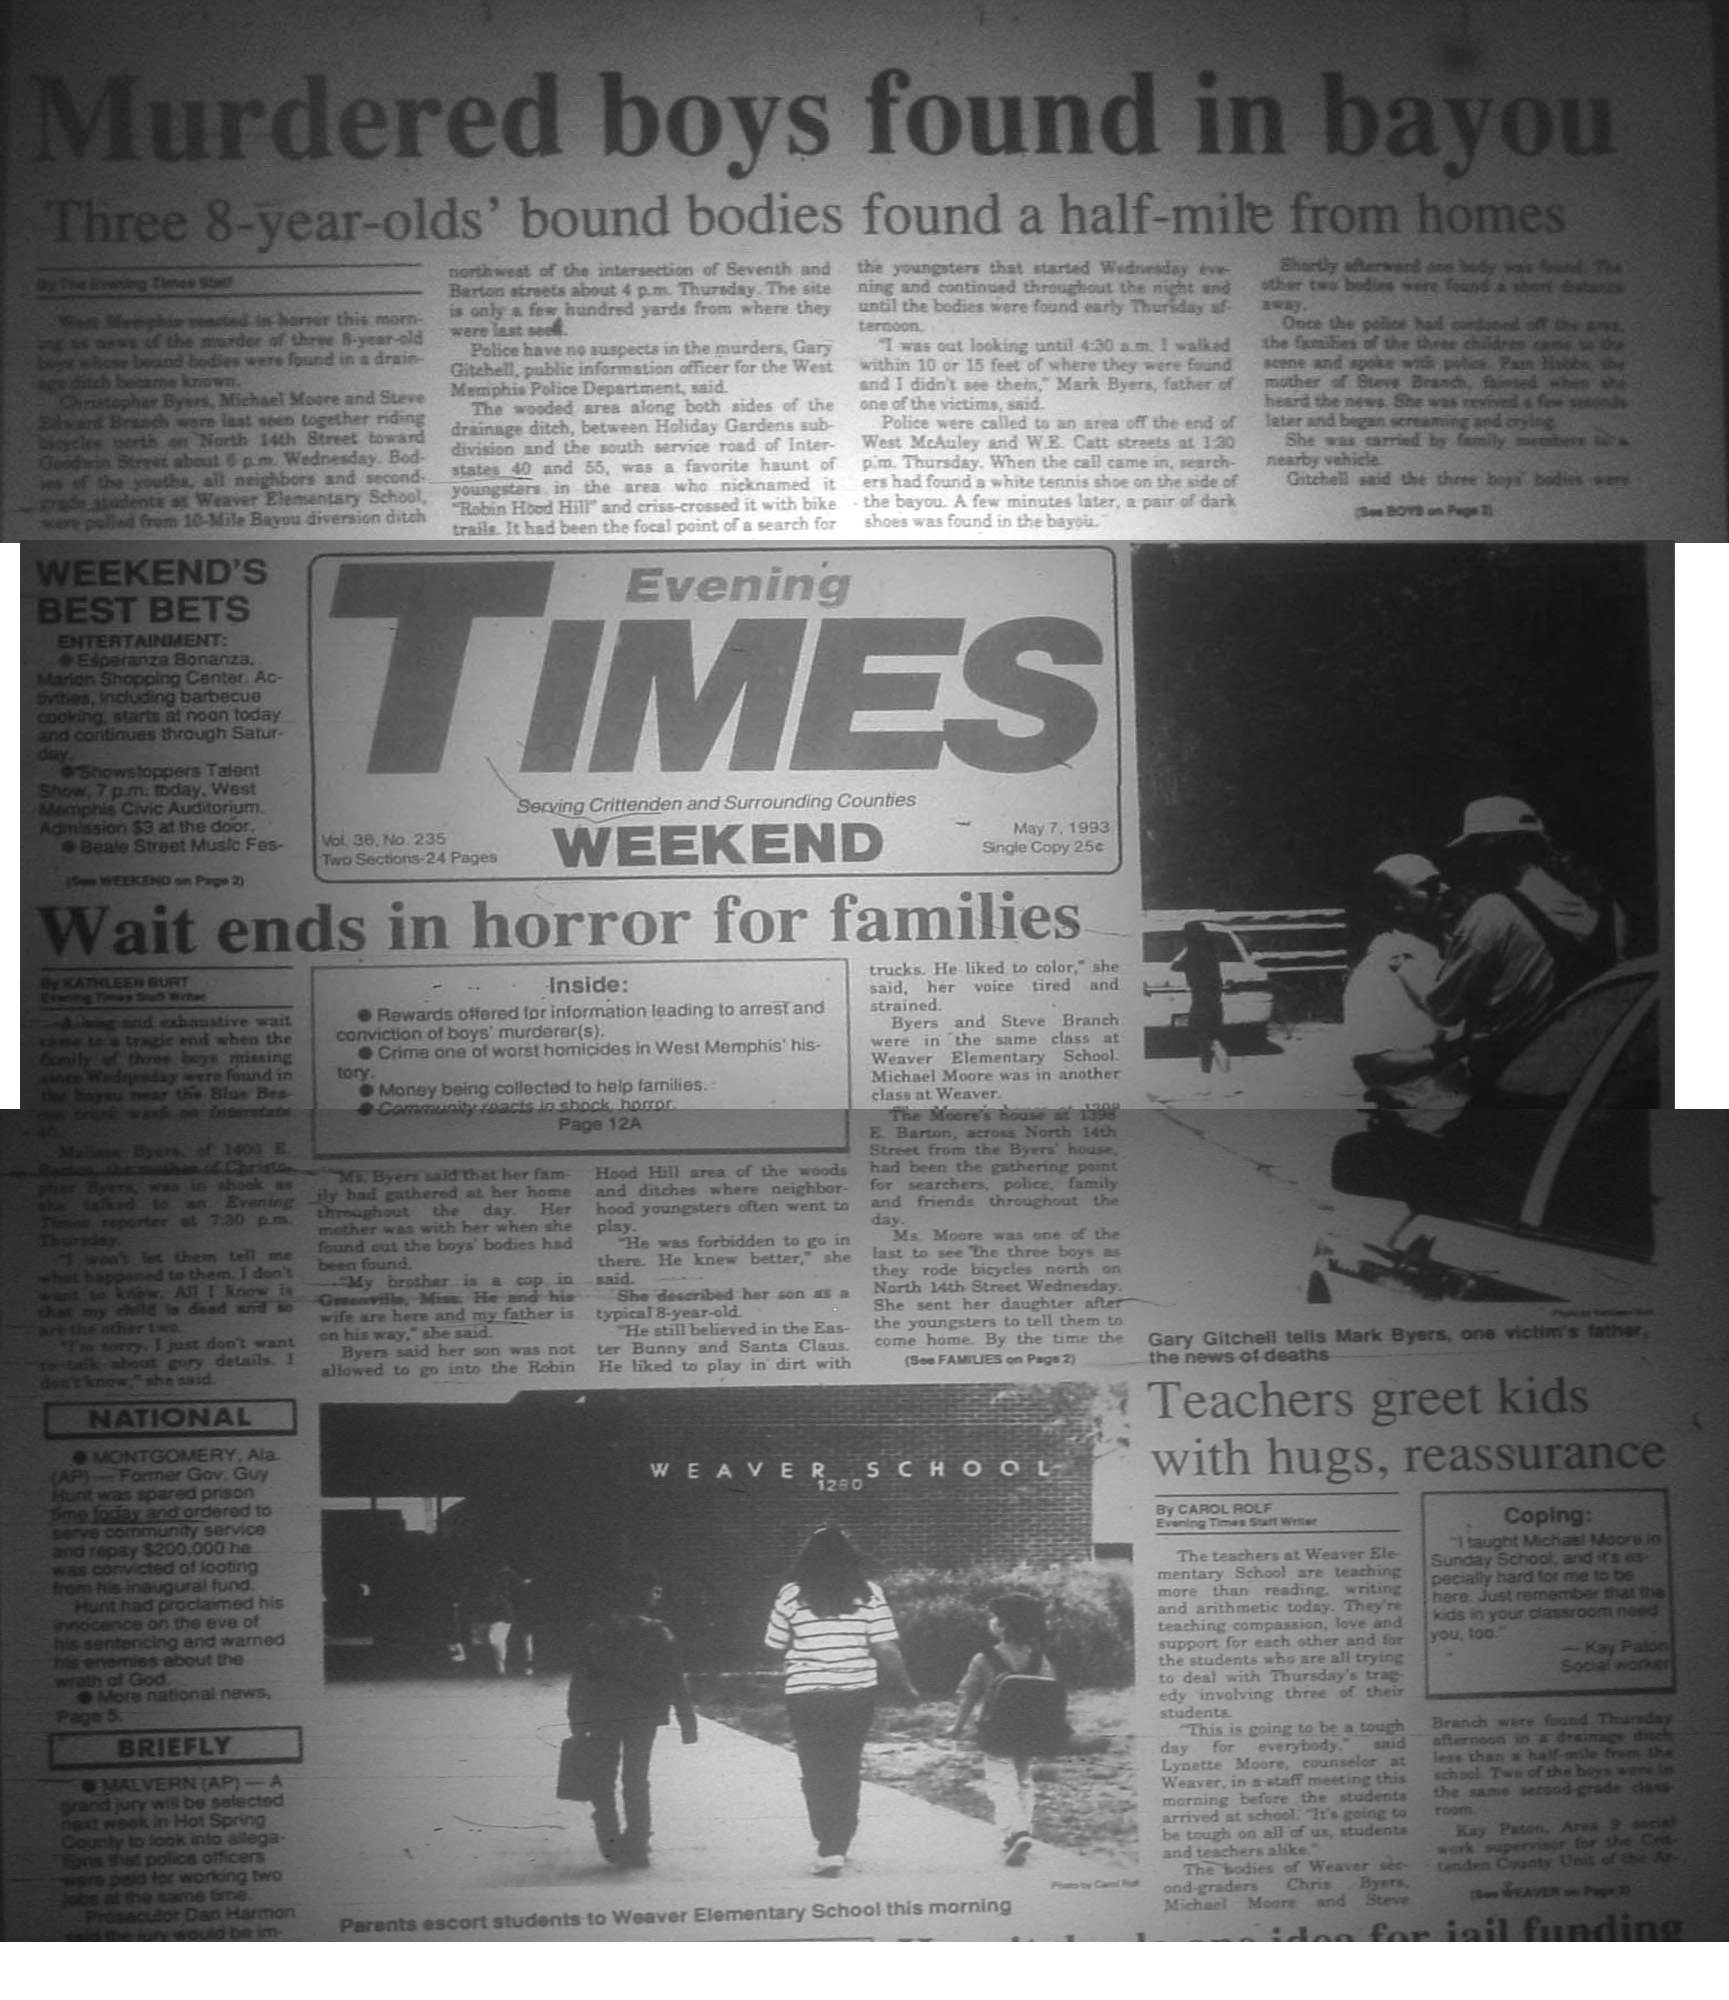 Murdered boys found in bayou
Three 8-year-olds' bound bodies found a half-mile from homes
By The Evening Times Staff
West Memphis reacted in horror this morn-
ing as news of the murder of three 8-year-old
boys whose bound bodies were found in a drain-
age ditch became known.
Christopher Byers, Michael Moore and Steve
Edward Branch were last seen together riding
bicycles north on North 14th Street toward
Goodwin Street about 6 p.m. Wednesday. Bod-
ies of the youths, all neighbors and second-
grade students at Weaver Elementary School,
were pulled from 10-Mile Bayou diversion ditch
northwest of the intersection of Seventh and
Barton streets about 4 p.m. Thursday. The site
is only a few hundred yards from where they
were last seen.
Police have no suspects in the murders, Gary
Gitchell, public information officer for the West
Memphis Police Department, said.
The wooded area along both sides of the
drainage ditch, between Holiday Gardens sub-
division and the south service road of Inter-
states 40 and 55, was a favorite haunt of
youngsters in the area who nicknamed it
"Robin Hood Hill" and criss-crossed it with bike
trails. It had been the focal point of a search for
the youngsters that started Wednesday eve-
ning and continued throughout the night and
until the bodies were found early Thursday af-
ternoon.
"I was out looking until 4:30 a.m. I walked
within 10 or 15 feet of where they were found
and I didn't see them," Mark Byers, father of
one of the victims, said.
Police were called to an area off the end of
West McAuley and W.E. Catt streets at 1:30
p.m. Thursday. When the call came in, search-
ers had found a white tennis shoe on the side of
the bayou. A few minutes later, a pair of dark
shoes was found in the bayou.
Shortly afterward one body was found. The
other two bodies were found a short distance
away.
Once the police had cordoned off the area,
the families of the three children came to the
scene and spoke with police. Pam Hobbs, the
mother of Steve Branch, fainted when she
heard the news. She was revived a few seconds
later and began screaming and crying.
She was carried by family members to a
nearby vehicle.
Gitchell said the three boys' bodies were
(See BOYS on Page 2)
WEEKEND'S
BEST BETS
ENTERTAINMENT:
● Esperanza Bonanza,
Marion Shopping Center. Ac-
tivities, including barbecue
cooking, starts at noon today
and continues through Satur-
day.
● Showstoppers Talent
Show, 7 p.m. today, West
Memphis Civic Auditorium.
Admission $3 at the door.
● Beale Street Music Fes-
(See WEEKEND on Page 2)
Evening
TIMES
Serving Crittenden and Surrounding Counties
Vol. 36, No. 235
Two Sections-24 Pages
WEEKEND
May 7, 1993
Single Copy 25¢
Wait ends in horror for families
By KATHLEEN BURT
Evening Times Staff Writer
A long and exhaustive wait
came to a tragic end when the
family of three boys missing
since Wednesday were found in
the bayou near the Blue Bea-
con truck wash on Interstate
40.
Melissa Byers, of 1400 E.
Barton, the mother of Christo-
pher Byers, was in shock as
she talked to an Evening
Times reporter at 7:30 p.m.
Thursday.
"I won't let them tell me
what happened to them. I don't
want to know. All I know is
that my child is dead and so
are the other two.
"I'm sorry. I just don't want
to talk about gory details. I
don't know," she said.
Inside:
● Rewards offered for information leading to arrest and
conviction of boys' murderer(s).
● Crime one of worst homicides in West Memphis' his-
tory.
● Money being collected to help families.
● Community reacts in shock, horror.
Page 12A
Ms. Byers said that her fam-
ily had gathered at her home
throughout the day. Her
mother was with her when she
found out the boys' bodies had
been found.
"My brother is a cop in
Greenville, Miss. He and his
wife are here and my father is
on his way," she said.
Byers said her son was not
allowed to go into the Robin
Hood Hill area of the woods
and ditches where neighbor-
hood youngsters often went to
play.
"He was forbidden to go in
there. He knew better," she
said.
She described her son as a
typical 8-year-old.
"He still believed in the Eas-
ter Bunny and Santa Claus.
He liked to play in dirt with
trucks. He liked to color," she
said, her voice tired and
strained.
Byers and Steve Branch
were in the same class at
Weaver Elementary School.
Michael Moore was in another
class at Weaver.
The Moore's house at 1398
E. Barton, across North 14th
Street from the Byers' house,
had been the gathering point
for searchers, police, family
and friends throughout the
day.
Ms. Moore was one of the
last to see the three boys as
they rode bicycles north on
North 14th Street Wednesday.
She sent her daughter after
the youngsters to tell them to
come home. By the time the
(See FAMILIES on Page 2)
Gary Gitchell tells Mark Byers, one victim's father,
the news of deaths
NATIONAL
● MONTGOMERY, Ala.
(AP) — Former Gov. Guy
Hunt was spared prison
time today and ordered to
serve community service
and repay $200,000 he
was convicted of looting
from his inaugural fund.
Hunt had proclaimed his
innocence on the eve of
his sentencing and warned
his enemies about the
wrath of God.
● More national news,
Page 5.
BRIEFLY
● MALVERN (AP) — A
grand jury will be selected
next week in Hot Spring
County to look into allega-
tions that police officers
were paid for working two
jobs at the same time.
Prosecutor Dan Harmon
said the jury would be im-
WEAVER SCHOOL
1280
Photo by Carol Rolf
Parents escort students to Weaver Elementary School this morning
Teachers greet kids
with hugs, reassurance
By CAROL ROLF
Evening Times Staff Writer
The teachers at Weaver Ele-
mentary School are teaching
more than reading, writing
and arithmetic today. They're
teaching compassion, love and
support for each other and for
the students who are all trying
to deal with Thursday's trag-
edy involving three of their
students.
"This is going to be a tough
day for everybody," said
Lynette Moore, counselor at
Weaver, in a staff meeting this
morning before the students
arrived at school. "It's going to
be tough on all of us, students
and teachers alike."
The bodies of Weaver sec-
ond-graders Chris Byers,
Michael Moore and Steve
Coping:
"I taught Michael Moore in
Sunday School, and it's es-
pecially hard for me to be
here. Just remember that the
kids in your classroom need
you, too."
— Kay Paton
Social worker
Branch were found Thursday
afternoon in a drainage ditch
less than a half-mile from the
school. Two of the boys were in
the same second-grade class-
room.
Kay Paton, Area 9 social
work supervisor for the Crit-
tenden County Unit of the Ar-
(See WEAVER on Page 2)
idea for jail funding